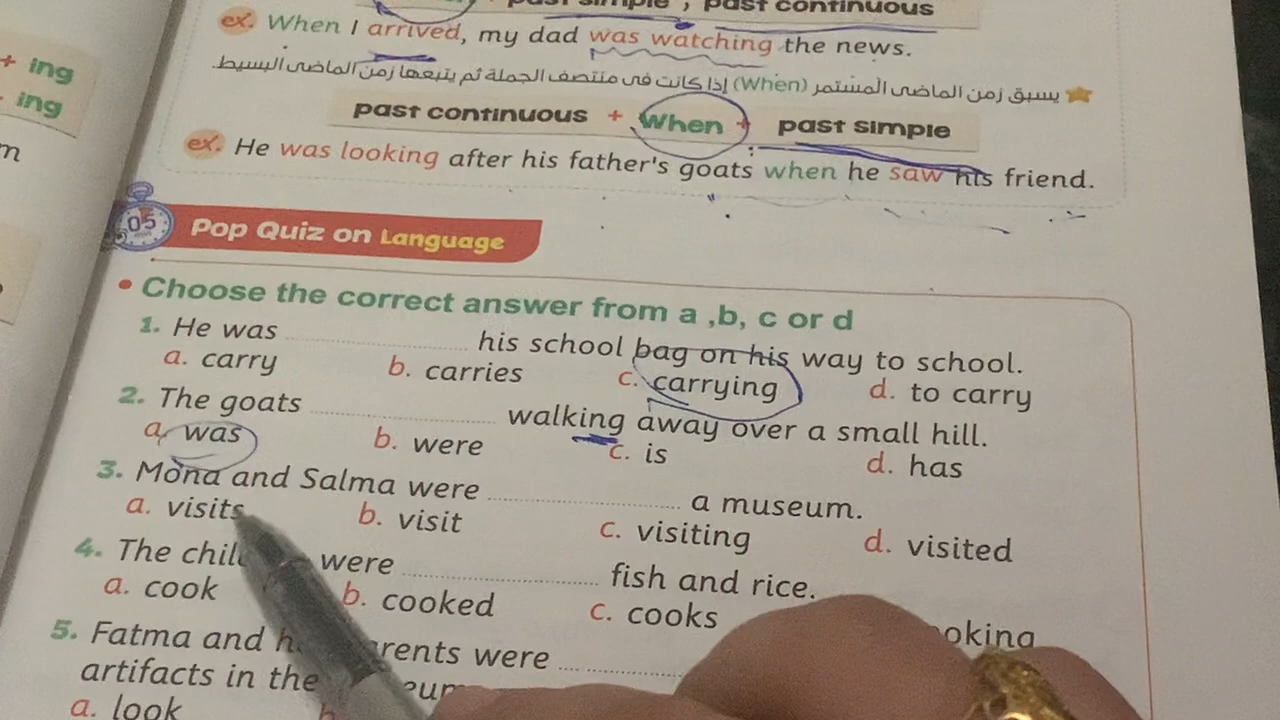 past simple , past continuous
ex. When I arrived, my dad was watching the news.
يسبق زمن الماضى المستمر (When) إذا كانت فى منتصف الجملة ثم يتبعها زمن الماضى البسيط.
past continuous + When + past simple
ex. He was looking after his father's goats when he saw his friend.
+ ing
ing
05
Pop Quiz on Language
• Choose the correct answer from a ,b, c or d
1. He was .................... his school bag on his way to school.
a. carry b. carries c. carrying d. to carry
2. The goats .................... walking away over a small hill.
a. was b. were c. is d. has
3. Mona and Salma were .................... a museum.
a. visits b. visit c. visiting d. visited
4. The were .................... fish and rice.
a. cook b. cooked c. cooks
5. Fatma and were ....................
artifacts in the
a. look